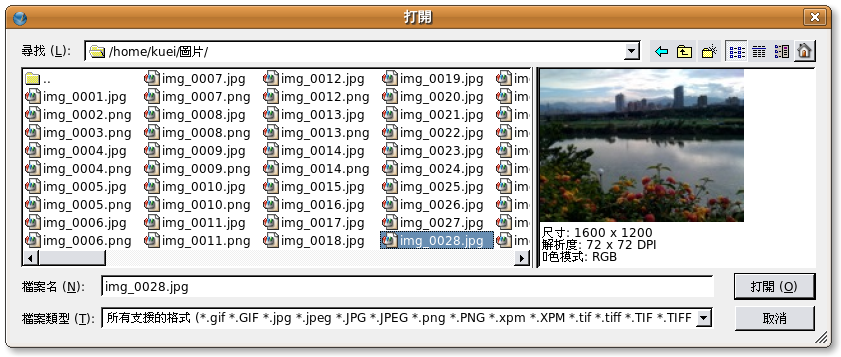 打開
尋找 (L):
/home/kuei/圖片/
..
img_0001.jpg
img_0002.png
img_0003.png
img_0004.jpg
img_0004.png
img_0005.jpg
img_0005.png
img_0006.jpg
img_0006.png
img_0007.jpg
img_0007.png
img_0008.jpg
img_0008.png
img_0009.jpg
img_0009.png
img_0010.jpg
img_0010.png
img_0011.jpg
img_0011.png
img_0012.jpg
img_0012.png
img_0013.jpg
img_0013.png
img_0014.jpg
img_0014.png
img_0015.jpg
img_0016.jpg
img_0017.jpg
img_0018.jpg
img_0019.jpg
img_0020.jpg
img_0021.jpg
img_0022.jpg
img_0023.jpg
img_0024.jpg
img_0025.jpg
img_0026.jpg
img_0027.jpg
img_0028.jpg
尺寸: 1600 x 1200
解析度: 72 x 72 DPI
色模式: RGB
檔案名 (N):
img_0028.jpg
打開 (O)
檔案類型 (T):
所有支援的格式 (*.gif *.GIF *.jpg *.jpeg *.JPG *.JPEG *.png *.PNG *.xpm *.XPM *.tif *.tiff *.TIF *.TIFF
取消